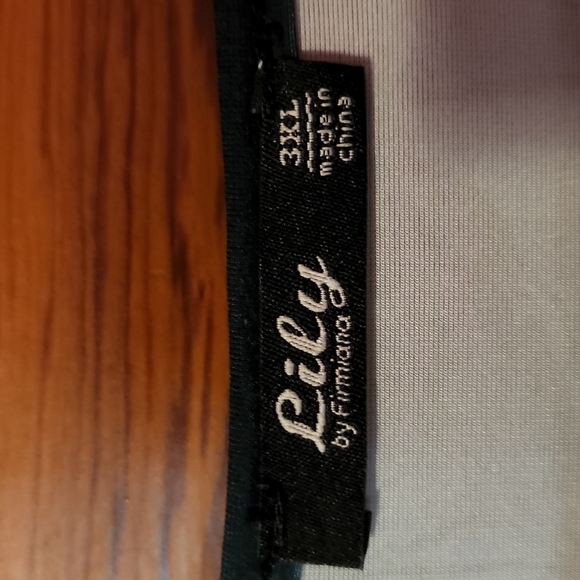 Lily
by Firmiana
3XL
made in
china